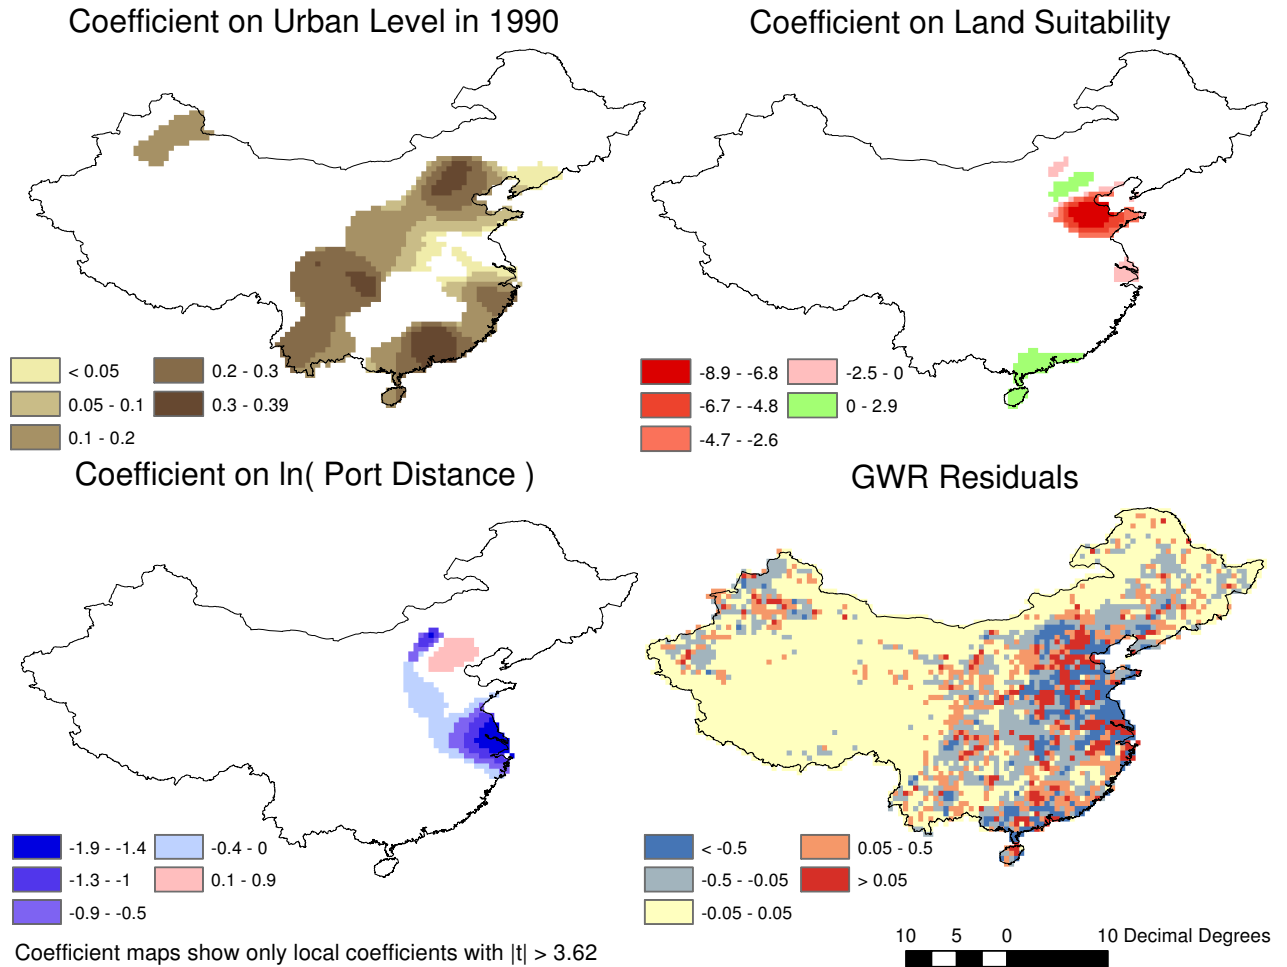 Coefficient on Urban Level in 1990
Coefficient on Land Suitability
< 0.05
0.2 - 0.3
0.05 - 0.1
0.3 - 0.39
0.1 - 0.2
-8.9 - -6.8
-2.5 - 0
-6.7 - -4.8
0 - 2.9
-4.7 - -2.6
Coefficient on ln( Port Distance )
GWR Residuals
-1.9 - -1.4
-0.4 - 0
-1.3 - -1
0.1 - 0.9
-0.9 - -0.5
< -0.5
0.05 - 0.5
-0.5 - -0.05
> 0.05
-0.05 - 0.05
Coefficient maps show only local coefficients with |t| > 3.62
10 5 0 10 Decimal Degrees